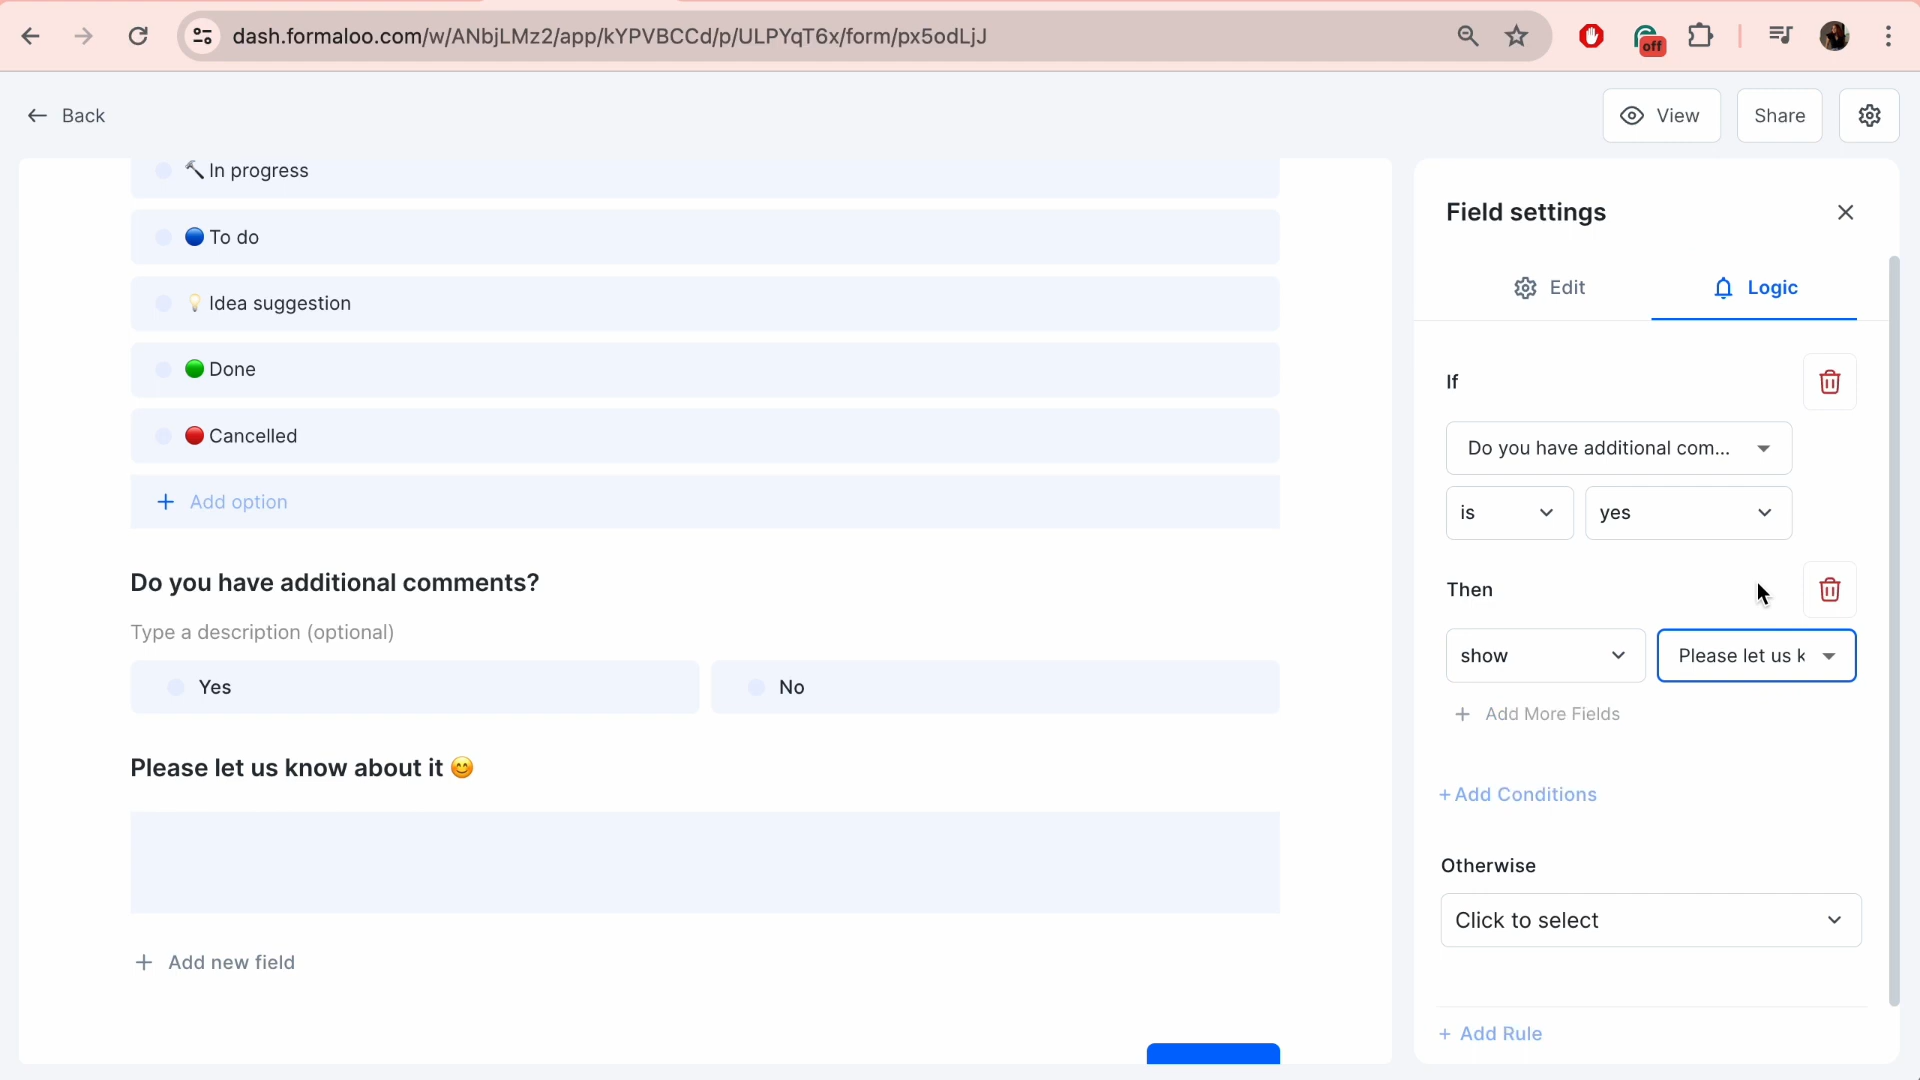 dash.formaloo.com/w/ANbjLMz2/app/kYPVBCCd/p/ULPYqT6x/form/px5odLjJ
off
Back
View
Share
🔨 In progress
🔵 To do
💡 Idea suggestion
🟢 Done
🔴 Cancelled
+ Add option
Do you have additional comments?
Type a description (optional)
Yes
No
Please let us know about it 😊
+ Add new field
Field settings
Edit
Logic
If
Do you have additional com...
is
yes
Then
show
Please let us k
+ Add More Fields
+ Add Conditions
Otherwise
Click to select
+ Add Rule